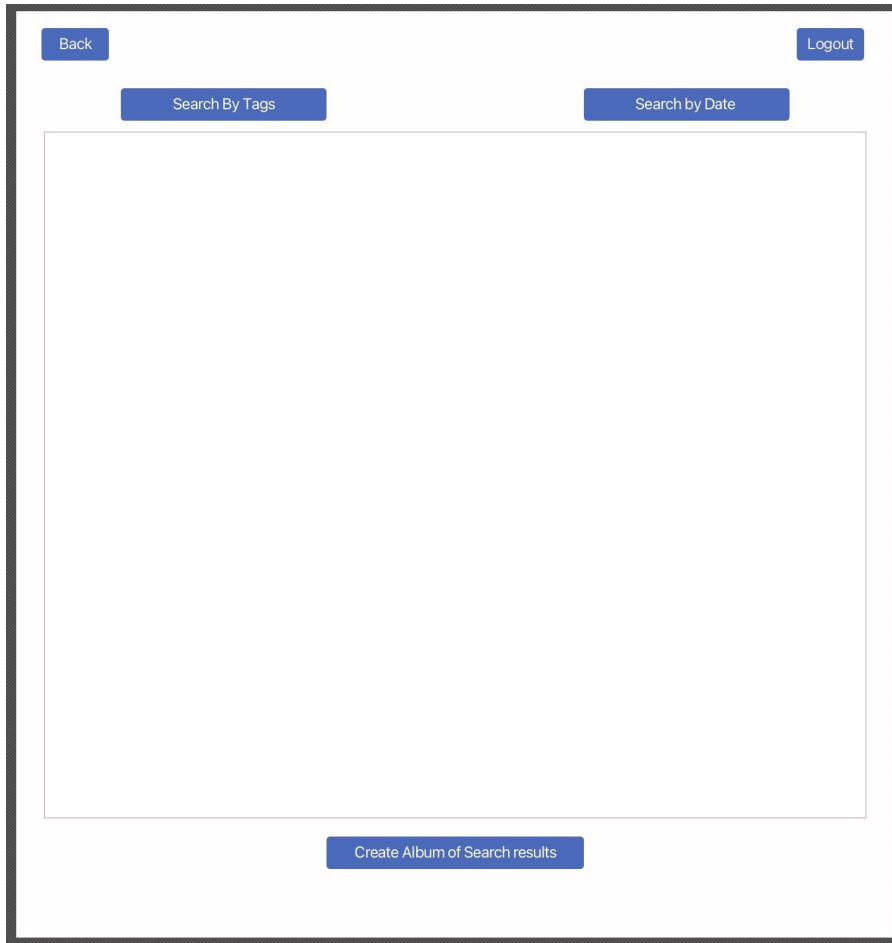 Back
Logout
Search By Tags
Search by Date
Create Album of Search results